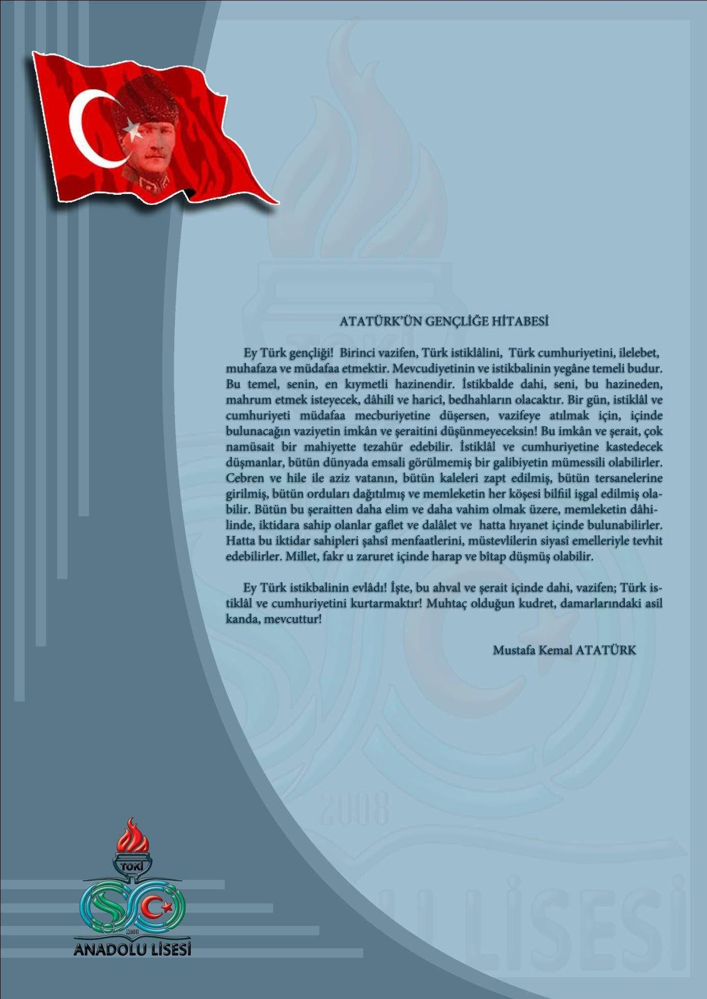 ATATÜRK’ÜN GENÇLİĞE HİTABESİ
Ey Türk gençliği! Birinci vazifen, Türk istiklâlini, Türk cumhuriyetini, ilelebet,
muhafaza ve müdafaa etmektir. Mevcudiyetinin ve istikbalinin yegâne temeli budur.
Bu temel, senin, en kıymetli hazinendir. İstikbalde dahi, seni, bu hazineden,
mahrum etmek isteyecek, dâhilî ve haricî, bedhahların olacaktır. Bir gün, istiklâl ve
cumhuriyeti müdafaa mecburiyetine düşersen, vazifeye atılmak için, içinde
bulunacağın vaziyetin imkân ve şeraitini düşünmeyeceksin! Bu imkân ve şerait, çok
namüsait bir mahiyette tezahür edebilir. İstiklâl ve cumhuriyetine kastedecek
düşmanlar, bütün dünyada emsali görülmemiş bir galibiyetin mümessili olabilirler.
Cebren ve hile ile aziz vatanın, bütün kaleleri zapt edilmiş, bütün tersanelerine
girilmiş, bütün orduları dağıtılmış ve memleketin her köşesi bilfiil işgal edilmiş ola-
bilir. Bütün bu şeraitten daha elim ve daha vahim olmak üzere, memleketin dâhi-
linde, iktidara sahip olanlar gaflet ve dalâlet ve hatta hıyanet içinde bulunabilirler.
Hatta bu iktidar sahipleri şahsî menfaatlerini, müstevlilerin siyasî emelleriyle tevhit
edebilirler. Millet, fakr u zaruret içinde harap ve bîtap düşmüş olabilir.
Ey Türk istikbalinin evlâdı! İşte, bu ahval ve şerait içinde dahi, vazifen; Türk is-
tiklâl ve cumhuriyetini kurtarmaktır! Muhtaç olduğun kudret, damarlarındaki asil
kanda, mevcuttur!
Mustafa Kemal ATATÜRK
TOKİ
2008
ANADOLU LİSESİ
TOKİ
2008
U LİSESİ